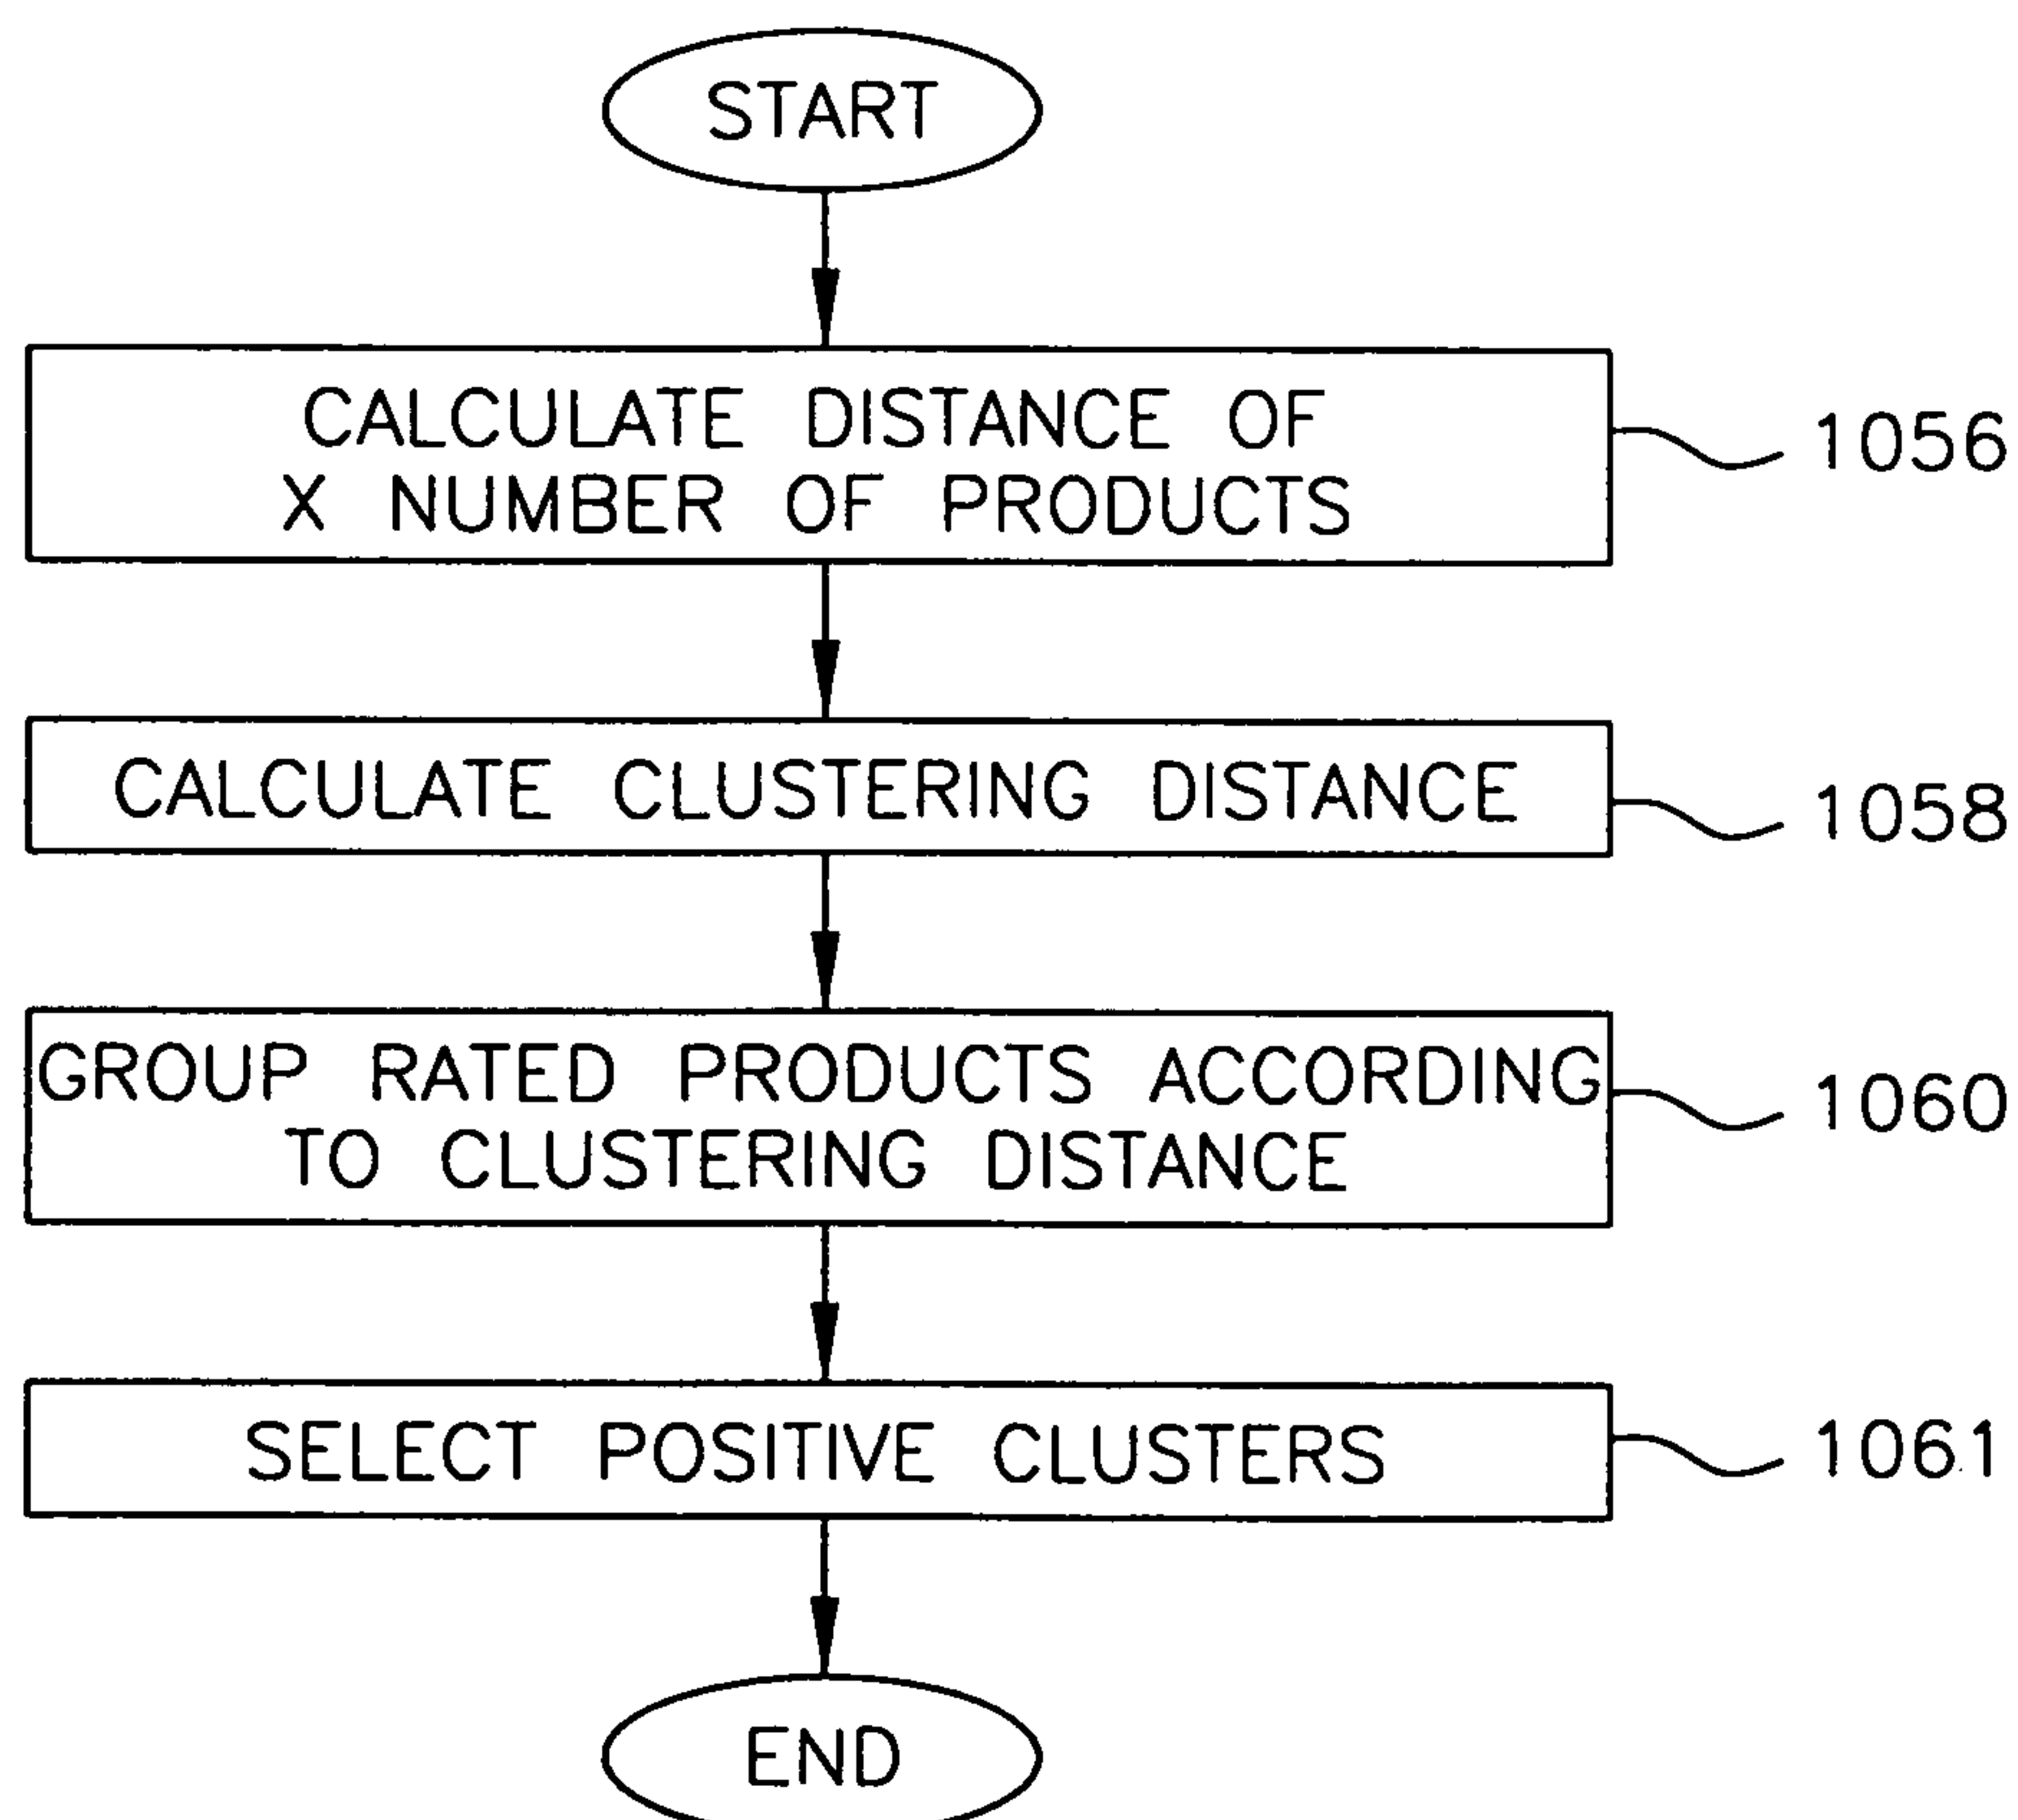 START
CALCULATE DISTANCE OF
X NUMBER OF PRODUCTS
1056
CALCULATE CLUSTERING DISTANCE
1058
GROUP RATED PRODUCTS ACCORDING
TO CLUSTERING DISTANCE
1060
SELECT POSITIVE CLUSTERS
1061
END